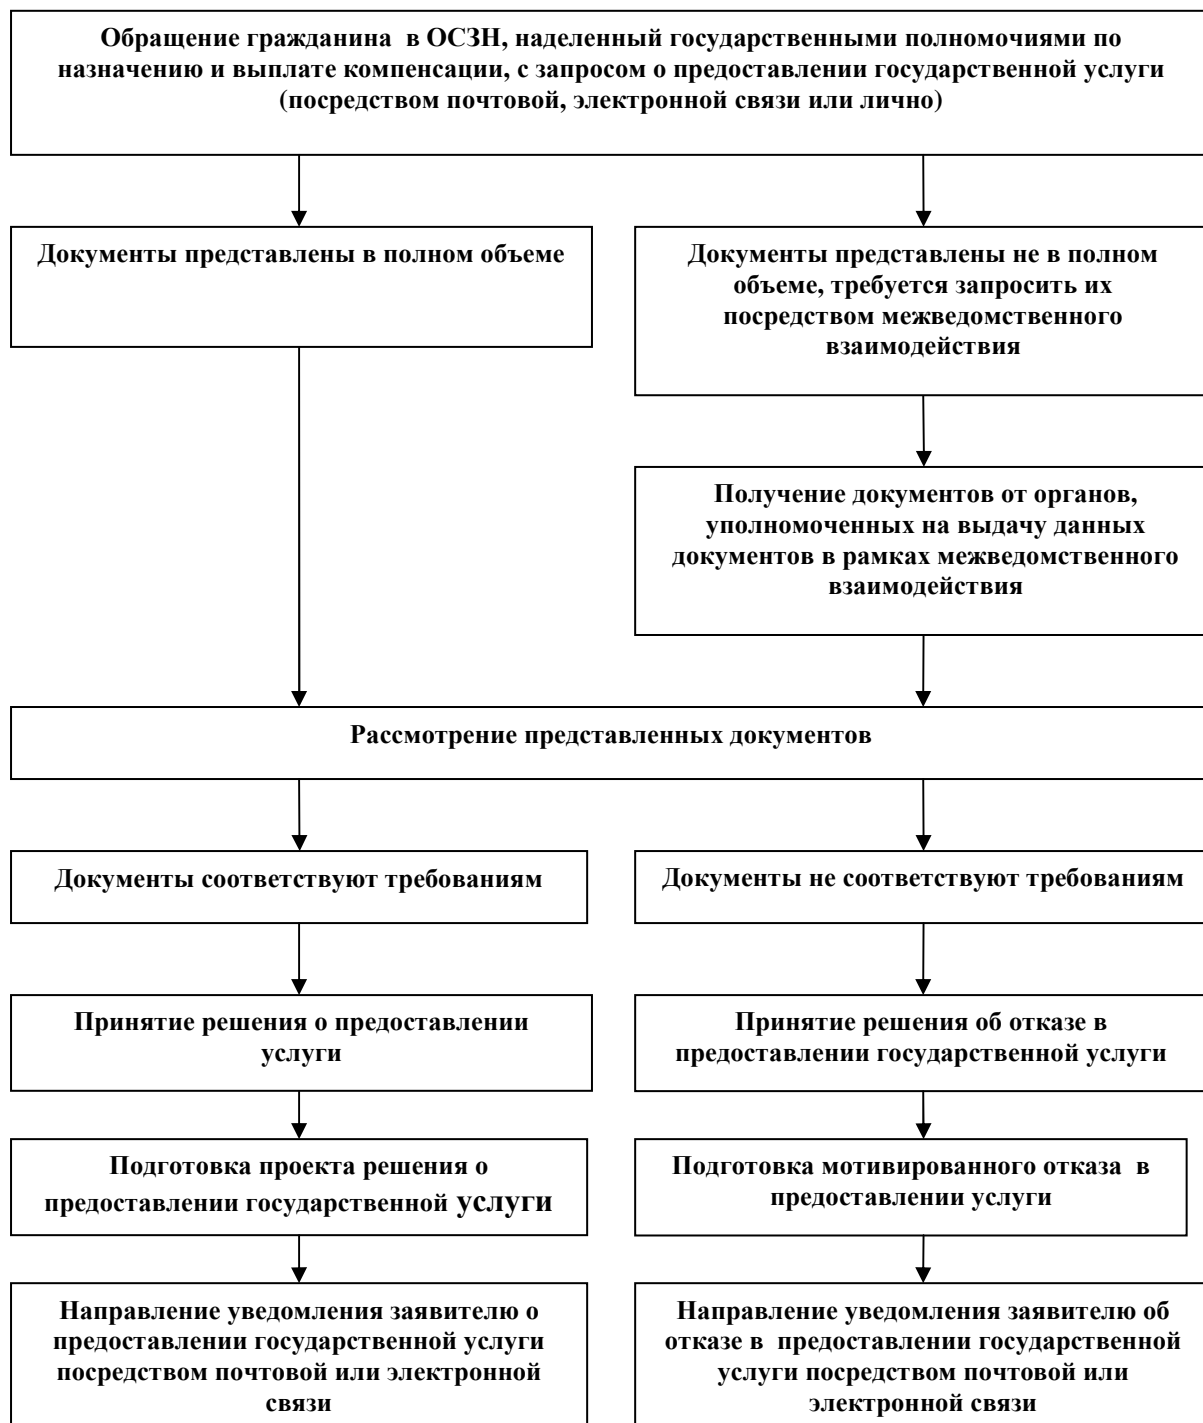 Обращение гражданина  в ОСЗН, наделенный государственными полномочиями по
назначению и выплате компенсации, с запросом о предоставлении государственной услуги
(посредством почтовой, электронной связи или лично)
Документы представлены в полном объеме
Документы представлены не в полном
объеме, требуется запросить их
посредством межведомственного
взаимодействия
Получение документов от органов,
уполномоченных на выдачу данных
документов в рамках межведомственного
взаимодействия
Рассмотрение представленных документов
Документы соответствуют требованиям
Документы не соответствуют требованиям
Принятие решения о предоставлении
услуги
Принятие решения об отказе в
предоставлении государственной услуги
Подготовка проекта решения о
предоставлении государственной услуги
Подготовка мотивированного отказа  в
предоставлении услуги
Направление уведомления заявителю о
предоставлении государственной услуги
посредством почтовой или электронной
связи
Направление уведомления заявителю об
отказе в  предоставлении государственной
услуги посредством почтовой или
электронной связи